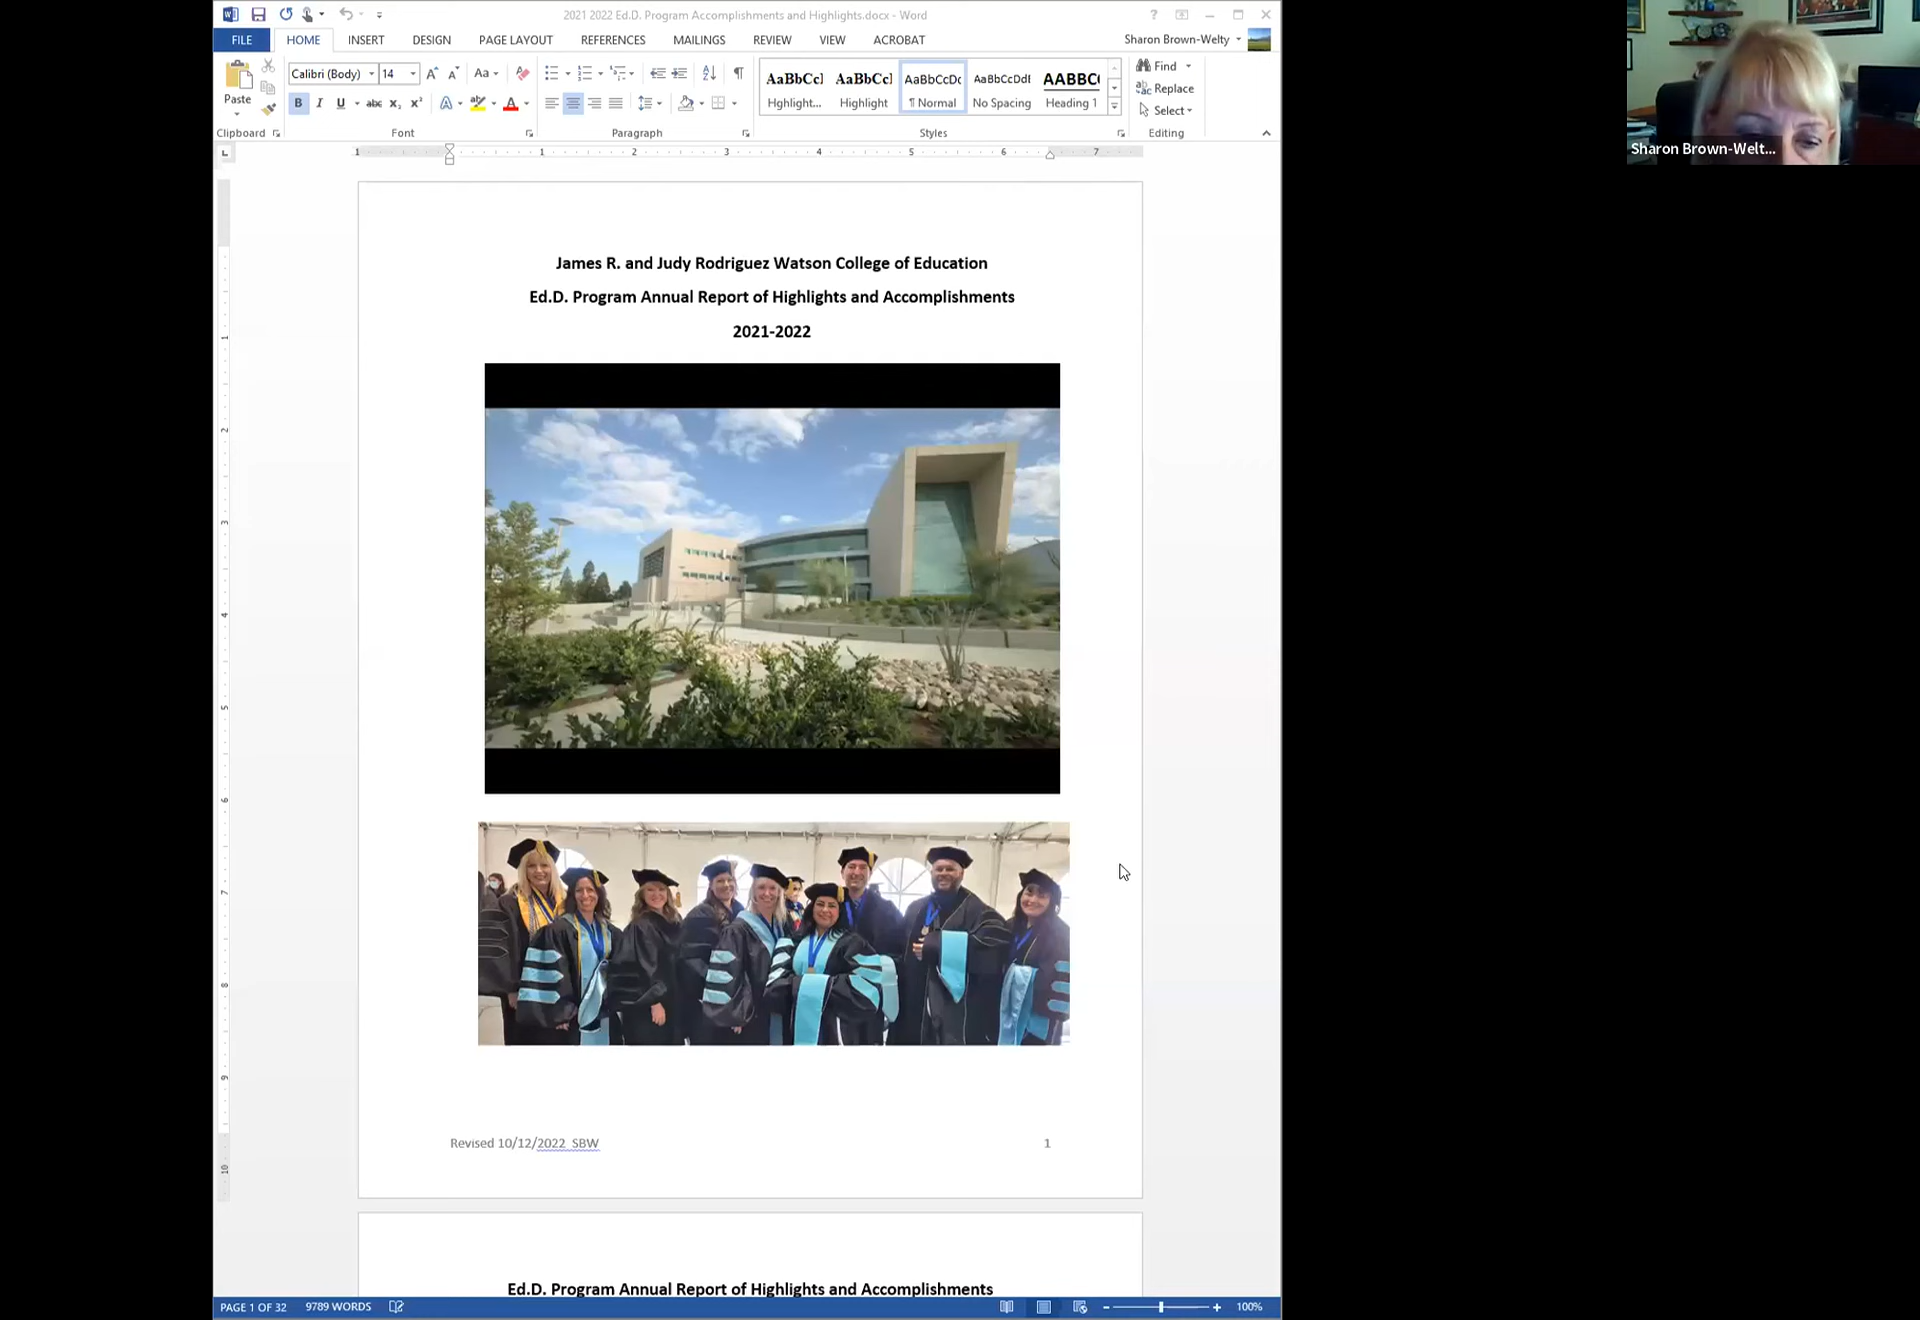 2021 2022 Ed.D. Program Accomplishments and Highlights.docx - Word
FILE HOME INSERT DESIGN PAGE LAYOUT REFERENCES MAILINGS REVIEW VIEW ACROBAT Sharon Brown-Welty
Paste
Calibri (Body) 14
AaBbCcI AaBbCcI AaBbCcDc AaBbCcDdE AABBC(
Hghlight... Highlight ¶ Normal No Spacing Heading 1
Find
Replace
Select
Clipboard Font Paragraph Styles Editing
James R. and Judy Rodriguez Watson College of Education
Ed.D. Program Annual Report of Highlights and Accomplishments
2021-2022
Revised 10/12/2022 SBW 1
Ed.D. Program Annual Report of Highlights and Accomplishments
PAGE 1 OF 32 9789 WORDS 100%
Sharon Brown-Welt...